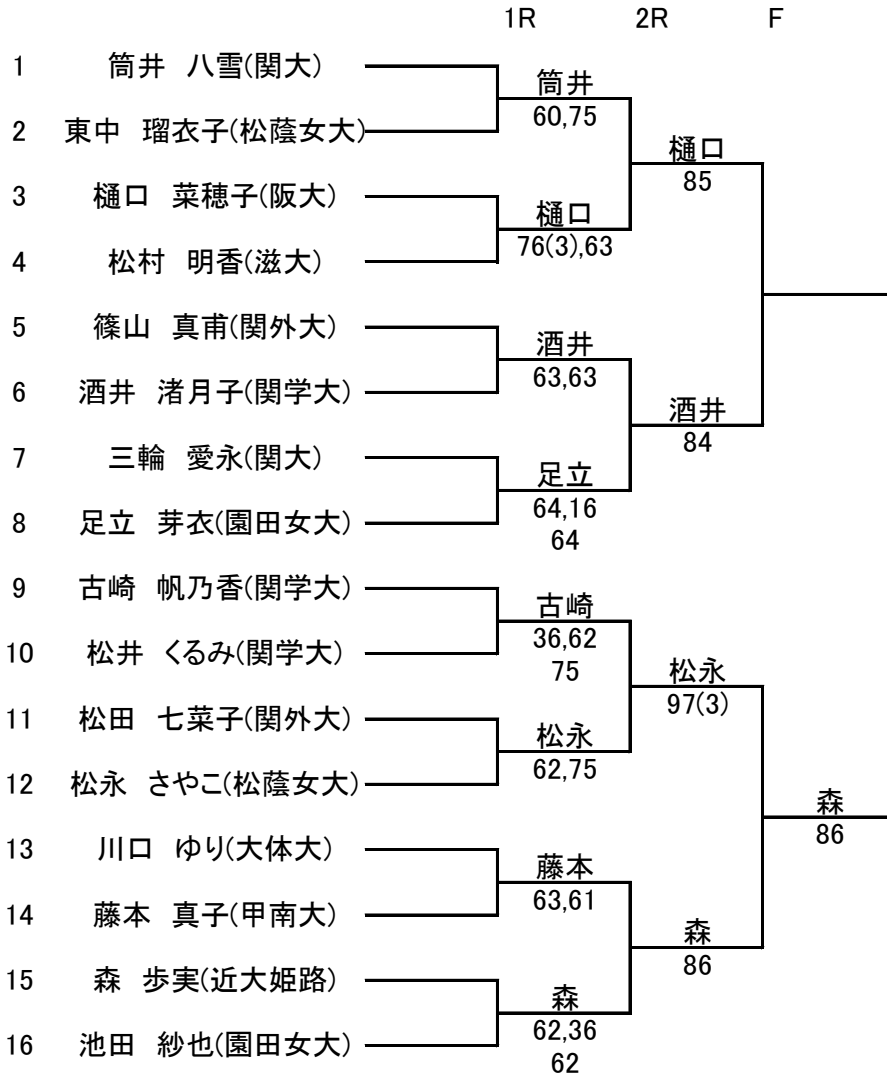 1R 2R F
1 筒井 八雪(関大)
筒井
60,75
2 東中 瑠衣子(松蔭女大)
樋口
85
3 樋口 菜穂子(阪大)
樋口
76(3),63
4 松村 明香(滋大)
5 篠山 真甫(関外大)
酒井
63,63
6 酒井 渚月子(関学大)
酒井
84
7 三輪 愛永(関大)
足立
64,16
64
8 足立 芽衣(園田女大)
9 古崎 帆乃香(関学大)
古崎
36,62
75
10 松井 くるみ(関学大)
松永
97(3)
11 松田 七菜子(関外大)
松永
62,75
12 松永 さやこ(松蔭女大)
森
86
13 川口 ゆり(大体大)
藤本
63,61
14 藤本 真子(甲南大)
森
86
15 森 歩実(近大姫路)
森
62,36
62
16 池田 紗也(園田女大)